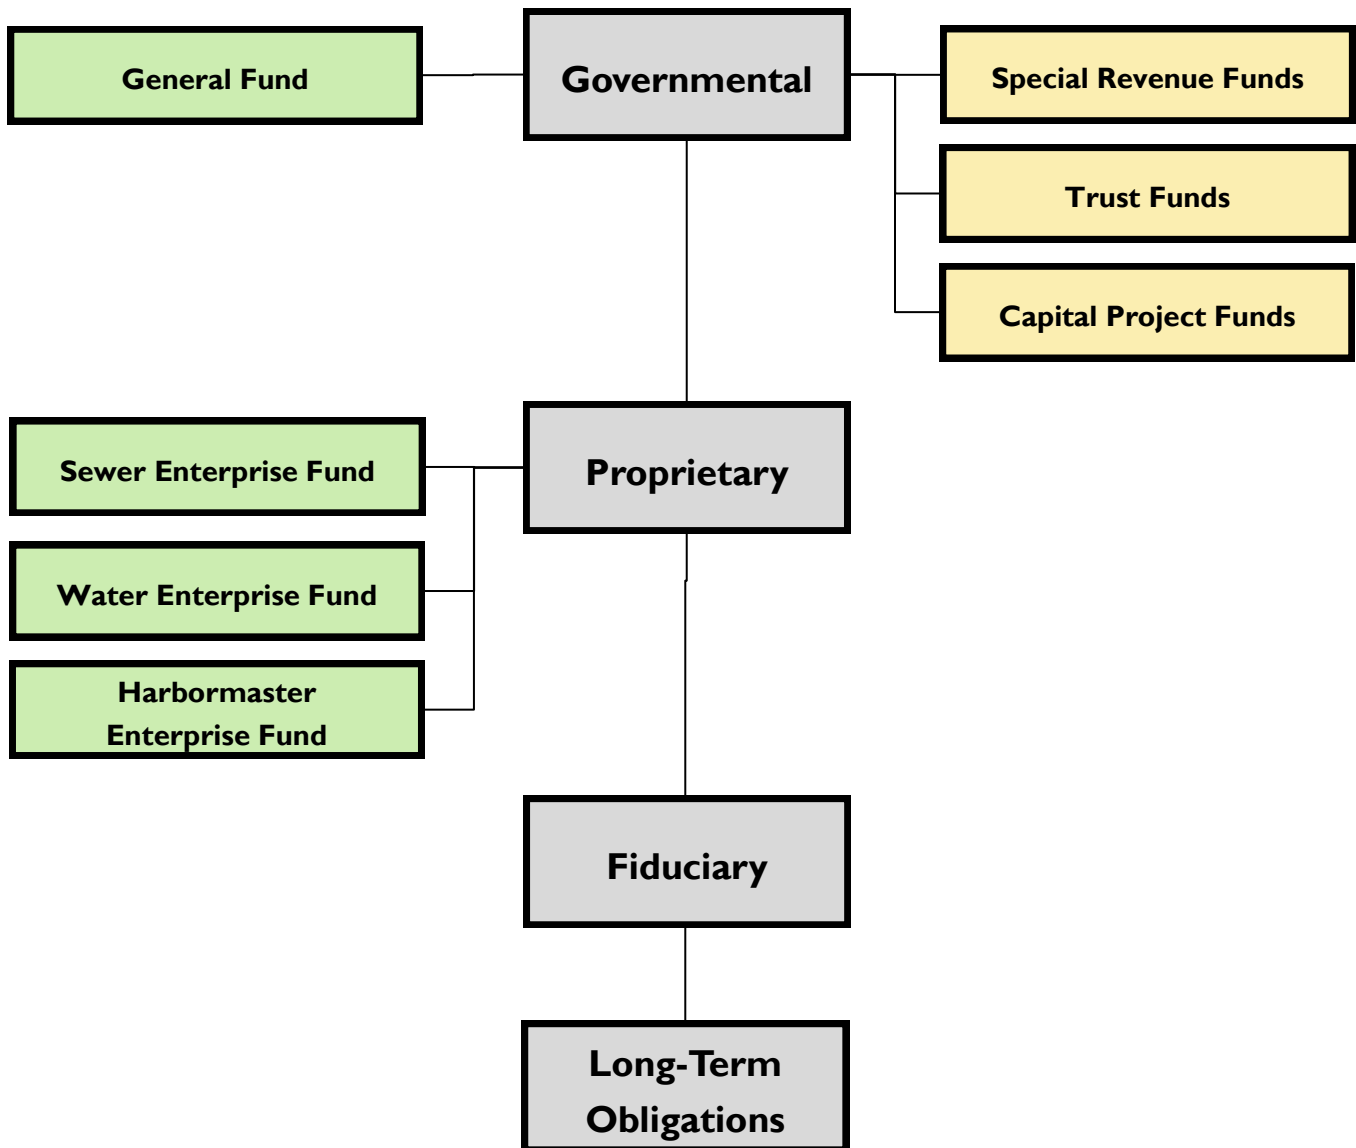 General Fund
Governmental
Special Revenue Funds
Trust Funds
Capital Project Funds
Sewer Enterprise Fund
Proprietary
Water Enterprise Fund
Harbormaster
Enterprise Fund
Fiduciary
Long-Term
Obligations